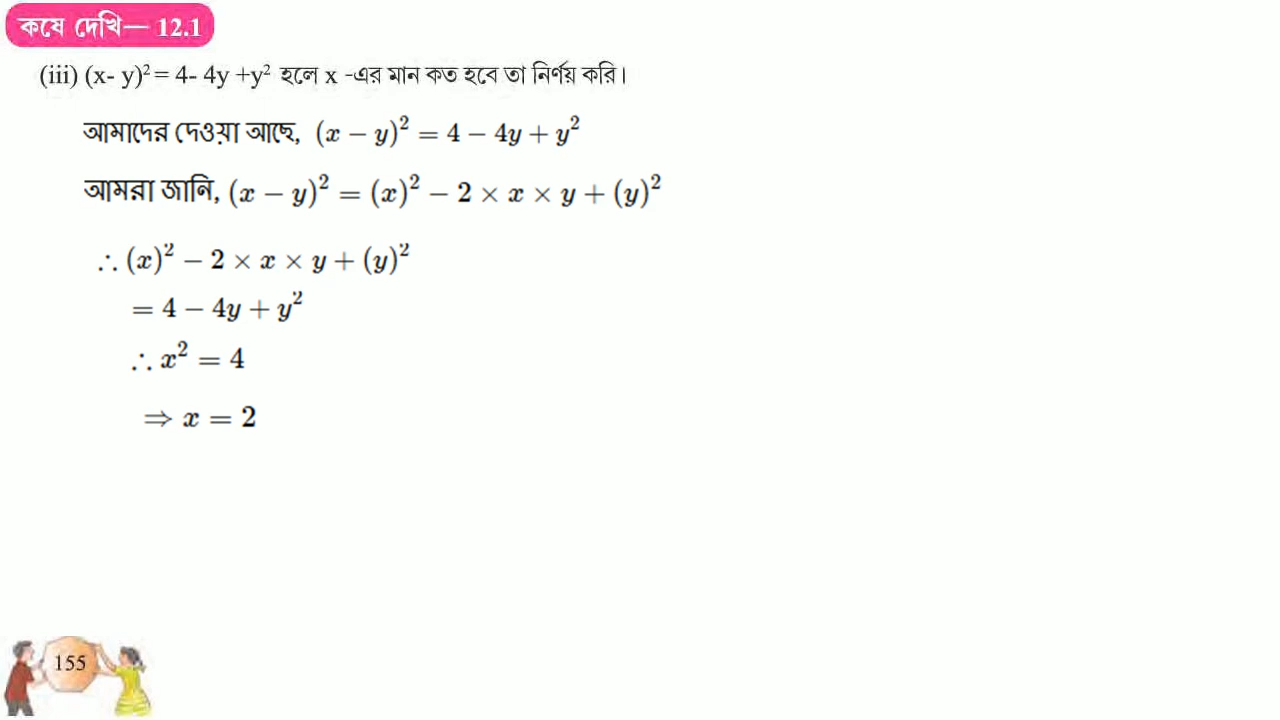 কষে দেখি— 12.1
(iii) (x- y)² = 4- 4y +y² হলে x -এর মান কত হবে তা নির্ণয় করি।
আমাদের দেওয়া আছে, (x − y)² = 4 − 4y + y²
আমরা জানি, (x − y)² = (x)² − 2 × x × y + (y)²
∴ (x)² − 2 × x × y + (y)²
= 4 − 4y + y²
∴ x² = 4
⇒ x = 2
155